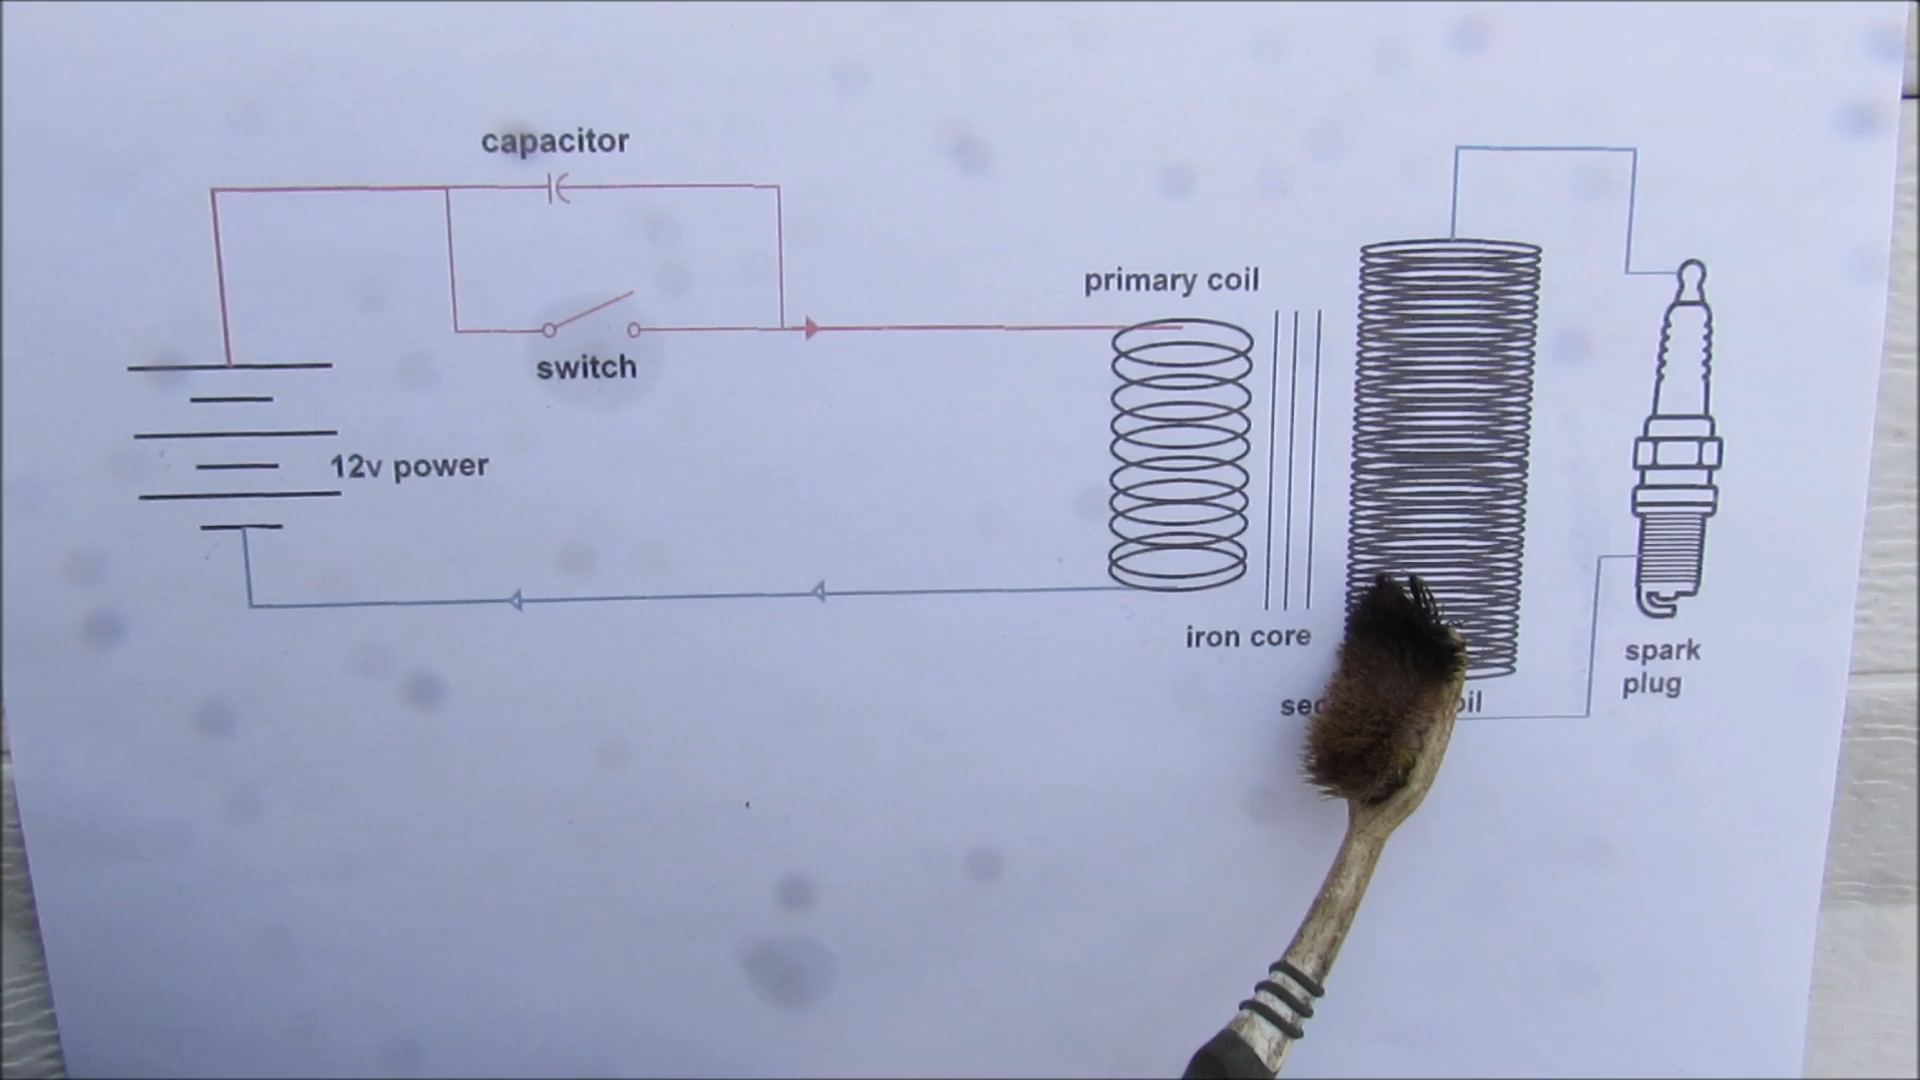 capacitor
primary coil
switch
12v power
iron core
spark
plug